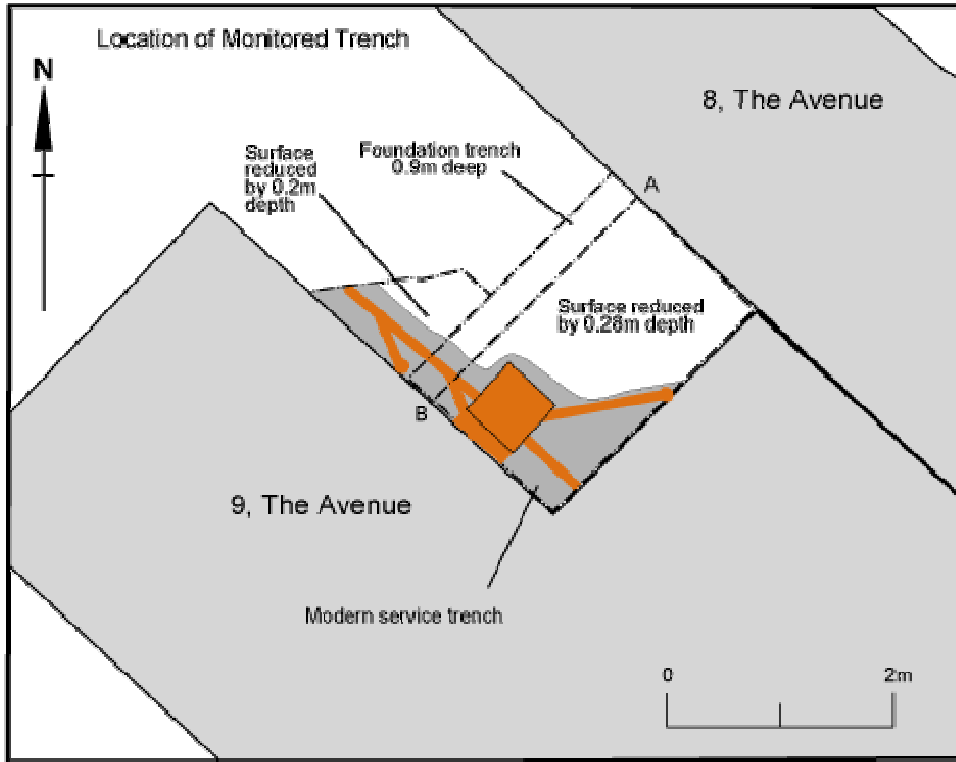 Location of Monitored Trench
N
8, The Avenue
Surface
reduced
by 0.2m
depth
Foundation trench
0.9m deep
A
Surface reduced
by 0.28m depth
B
9, The Avenue
Modern service trench
0
2m